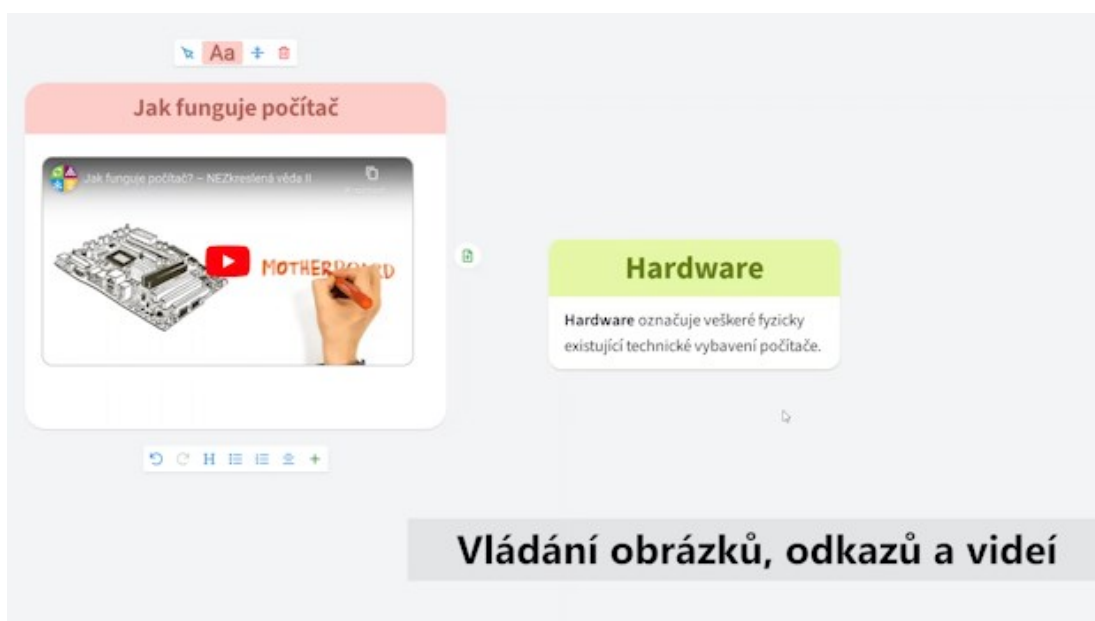 Aa
Jak funguje počítač
Jak funguje počítač? – NEZkreslená věda II
MOTHERBOARD
Hardware
Hardware označuje veškeré fyzicky
existující technické vybavení počítače.
H
Vládání obrázků, odkazů a videí